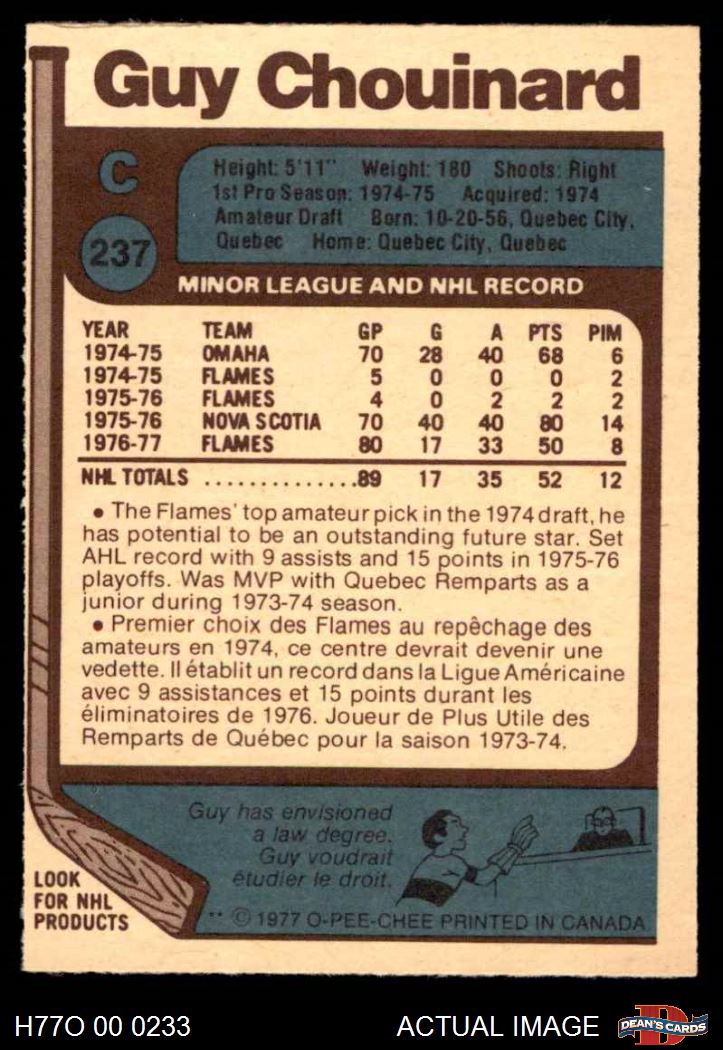 Guy Chouinard
C
237
Height: 5'11" Weight: 180 Shoots: Right
1st Pro Season: 1974-75 Acquired: 1974
Amateur Draft Born: 10-20-56, Quebec City,
Quebec Home: Quebec City, Quebec
MINOR LEAGUE AND NHL RECORD
YEAR TEAM GP G A PTS PIM
1974-75 OMAHA 70 28 40 68 6
1974-75 FLAMES 5 0 0 0 2
1975-76 FLAMES 4 0 2 2 2
1975-76 NOVA SCOTIA 70 40 40 80 14
1976-77 FLAMES 80 17 33 50 8
NHL TOTALS ...............89 17 35 52 12
• The Flames' top amateur pick in the 1974 draft, he
has potential to be an outstanding future star. Set
AHL record with 9 assists and 15 points in 1975-76
playoffs. Was MVP with Quebec Remparts as a
junior during 1973-74 season.
• Premier choix des Flames au repêchage des
amateurs en 1974, ce centre devrait devenir une
vedette. Il établit un record dans la Ligue Américaine
avec 9 assistances et 15 points durant les
éliminatoires de 1976. Joueur de Plus Utile des
Remparts de Québec pour la saison 1973-74.
Guy has envisioned
a law degree.
Guy voudrait
étudier le droit.
LOOK
FOR NHL
PRODUCTS
** © 1977 O-PEE-CHEE PRINTED IN CANADA
H77O 00 0233 ACTUAL IMAGE
D
DEAN'S CARDS